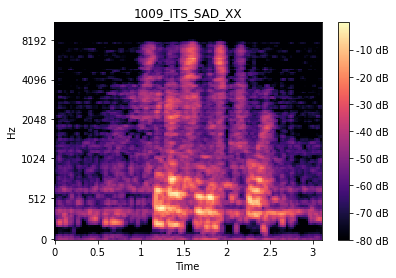 1009_ITS_SAD_XX
8192
4096
2048
1024
512
0
Hz
0 0.5 1 1.5 2 2.5 3
Time
-10 dB
-20 dB
-30 dB
-40 dB
-50 dB
-60 dB
-70 dB
-80 dB